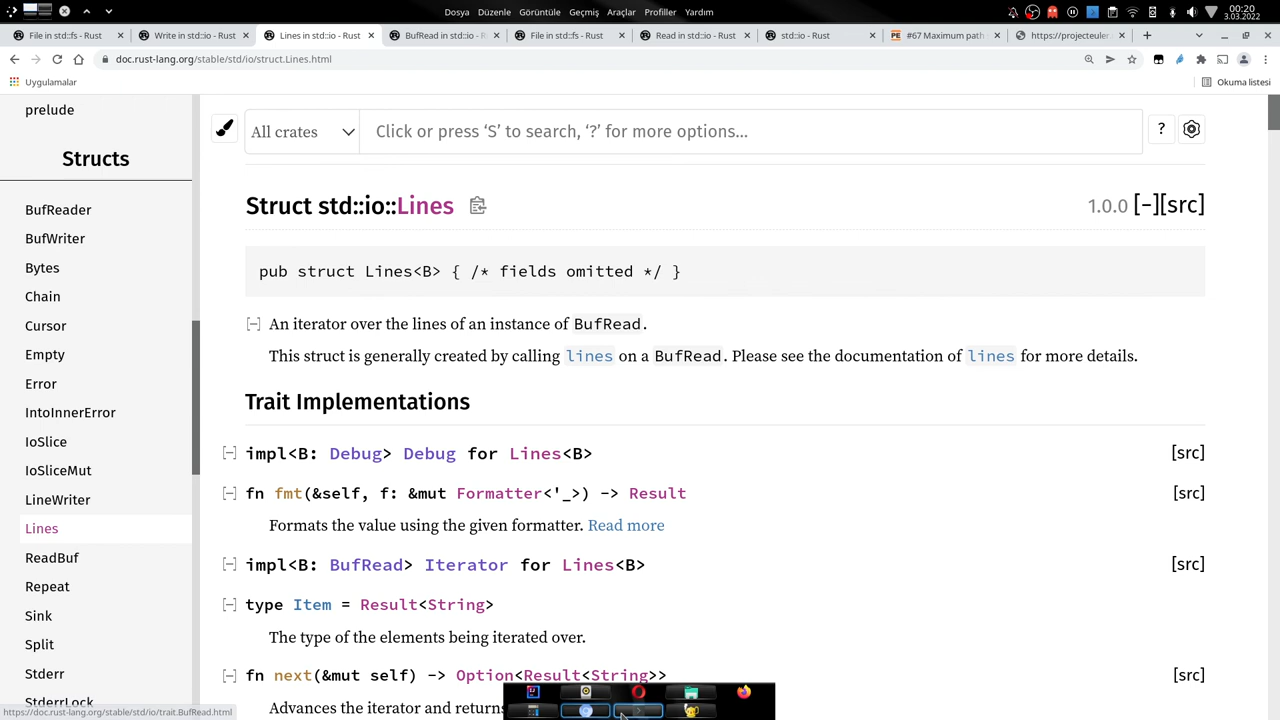 Dosya Düzenle Görüntüle Geçmiş Araçlar Profiller Yardım
00:20
3.03.2022
File in std::fs - Rust
Write in std::io - Rust
Lines in std::io - Rust
BufRead in std::io - R
File in std::fs - Rust
Read in std::io - Rust
std::io - Rust
#67 Maximum path
https://projecteuler
doc.rust-lang.org/stable/std/io/struct.Lines.html
Uygulamalar
Okuma listesi
prelude
Structs
BufReader
BufWriter
Bytes
Chain
Cursor
Empty
Error
IntoInnerError
IoSlice
IoSliceMut
LineWriter
Lines
ReadBuf
Repeat
Sink
Split
Stderr
StderrLock
All crates
Click or press ‘S’ to search, ‘?’ for more options…
?
Struct std::io::Lines
1.0.0 [-][src]
pub struct Lines<B> { /* fields omitted */ }
[-] An iterator over the lines of an instance of BufRead.
This struct is generally created by calling lines on a BufRead. Please see the documentation of lines for more details.
Trait Implementations
[-] impl<B: Debug> Debug for Lines<B> [src]
[-] fn fmt(&self, f: &mut Formatter<'_>) -> Result [src]
Formats the value using the given formatter. Read more
[-] impl<B: BufRead> Iterator for Lines<B> [src]
[-] type Item = Result<String>
The type of the elements being iterated over.
[-] fn next(&mut self) -> Option<Result<String>> [src]
Advances the iterator and returns
https://doc.rust-lang.org/stable/std/io/trait.BufRead.html